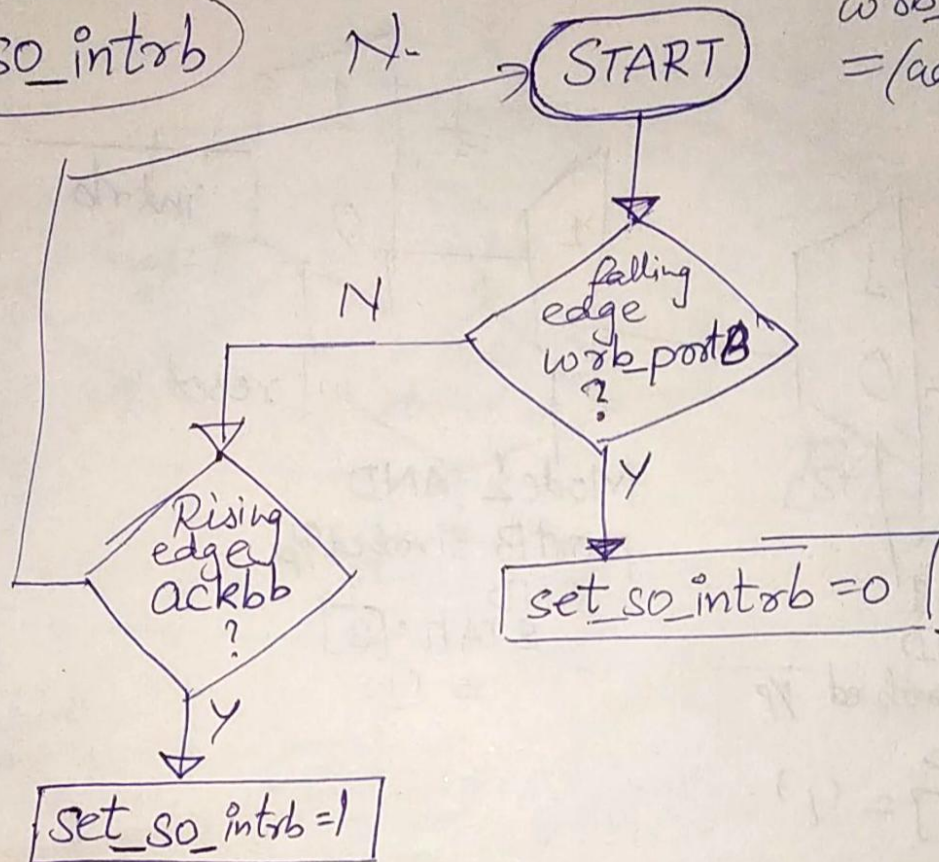 so_intrb
N
START
= (
falling
edge
wrb_portB
?
N
Y
Rising
edge
ackbb
?
set_so_intrb=0
Y
set_so_intrb=1